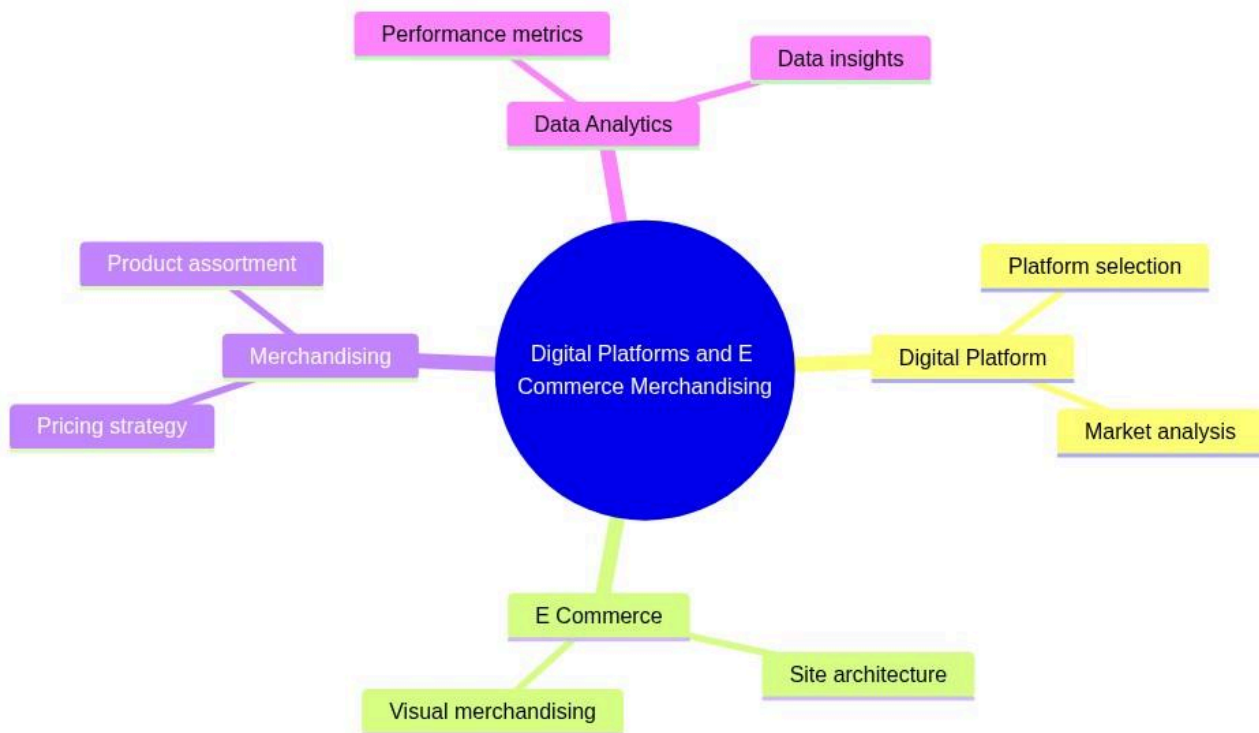 Performance metrics
Data insights
Data Analytics
Product assortment
Platform selection
Merchandising
Digital Platforms and E
Commerce Merchandising
Digital Platform
Pricing strategy
Market analysis
E Commerce
Site architecture
Visual merchandising